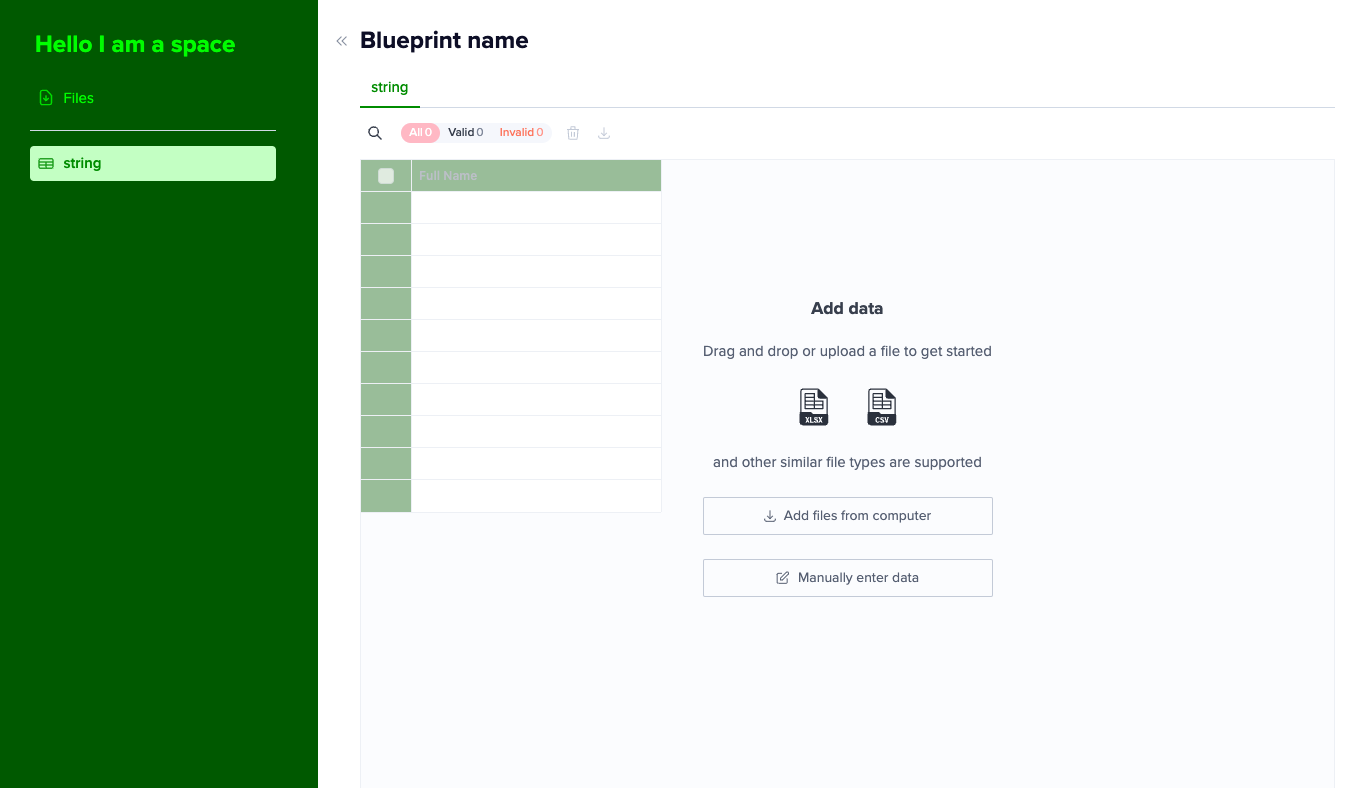 Hello I am a space
Files
string
Blueprint name
string
All 0 Valid 0 Invalid 0
Full Name
Add data
Drag and drop or upload a file to get started
XLSX CSV
and other similar file types are supported
Add files from computer
Manually enter data